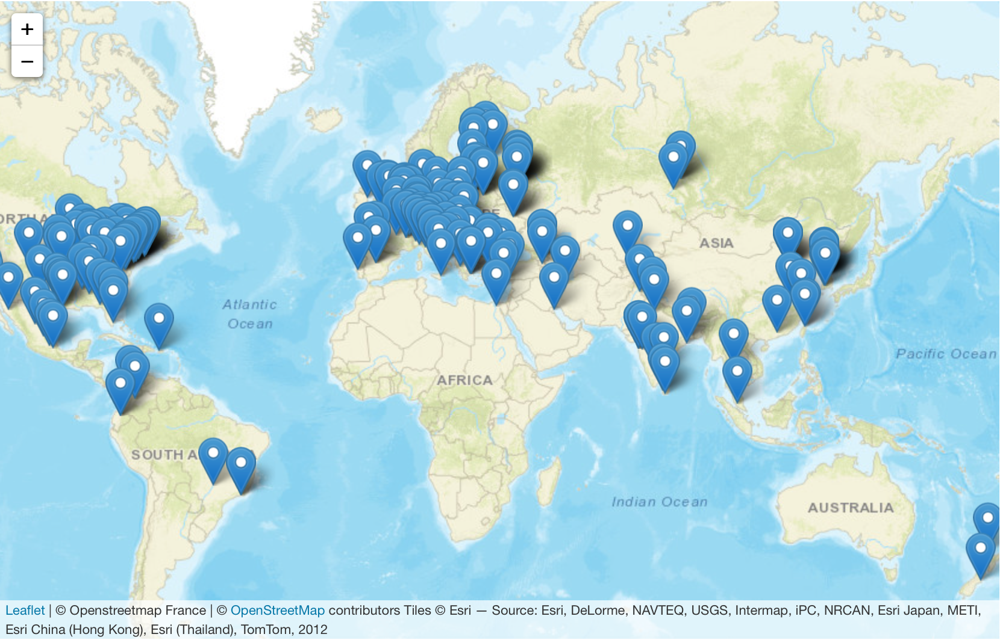 +
−
ORTH A
PE
ASIA
Atlantic
Ocean
Pacific Ocean
AFRICA
SOUTH A A
Indian Ocean
AUSTRALIA
Leaflet | © Openstreetmap France | © OpenStreetMap contributors Tiles © Esri — Source: Esri, DeLorme, NAVTEQ, USGS, Intermap, iPC, NRCAN, Esri Japan, METI,
Esri China (Hong Kong), Esri (Thailand), TomTom, 2012